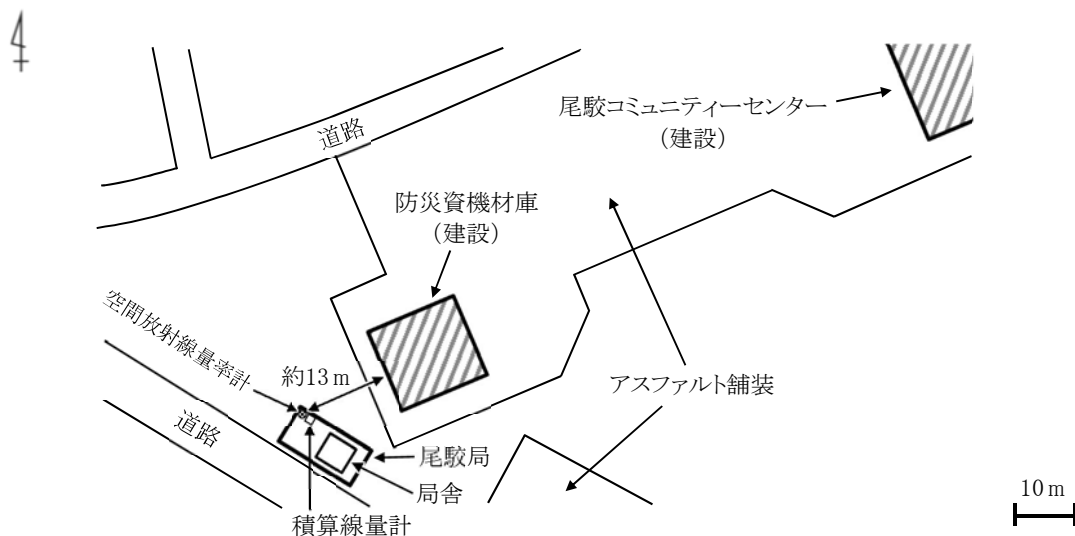 道路
尾駮コミュニティーセンター
(建設)
防災資機材庫
(建設)
空間放射線量率計
約13m
アスファルト舗装
道路
尾駮局
局舎
積算線量計
10m